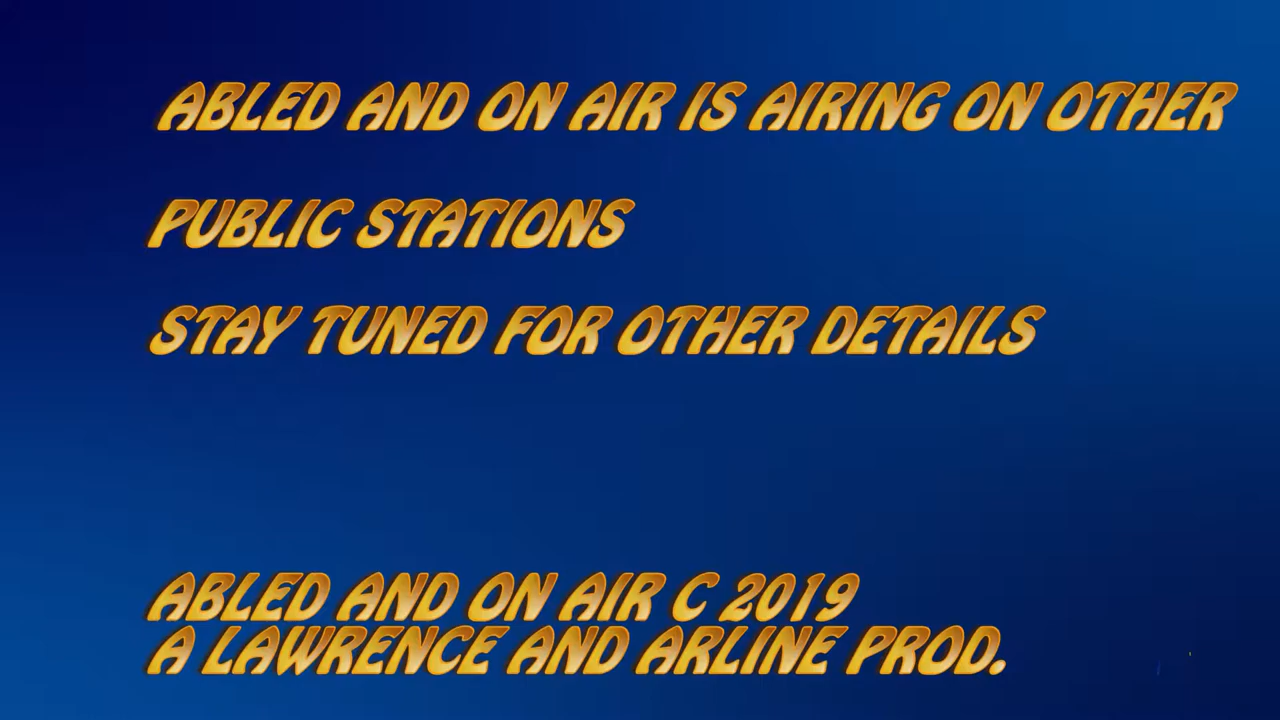 ABLED AND ON AIR IS AIRING ON OTHER
PUBLIC STATIONS
STAY TUNED FOR OTHER DETAILS
ABLED AND ON AIR C 2019
A LAWRENCE AND ARLINE PROD.